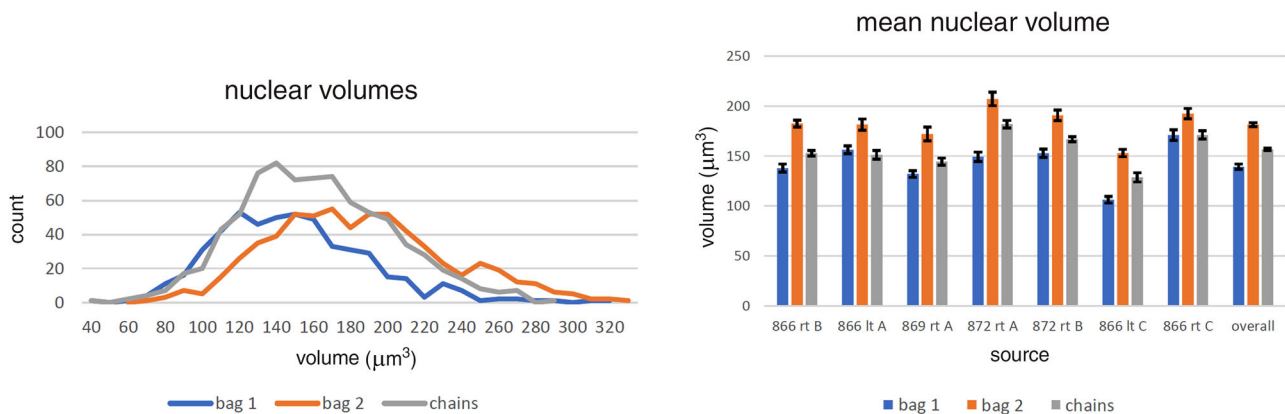 nuclear volumes
100
80
60
40
20
0
count
40 60 80 100 120 140 160 180 200 220 240 260 280 300 320
volume (μm³)
bag 1 bag 2 chains
mean nuclear volume
250
200
150
100
50
0
volume (μm³)
866 rt B 866 lt A 869 rt A 872 rt A 872 rt B 866 lt C 866 rt C overall
source
bag 1 bag 2 chains